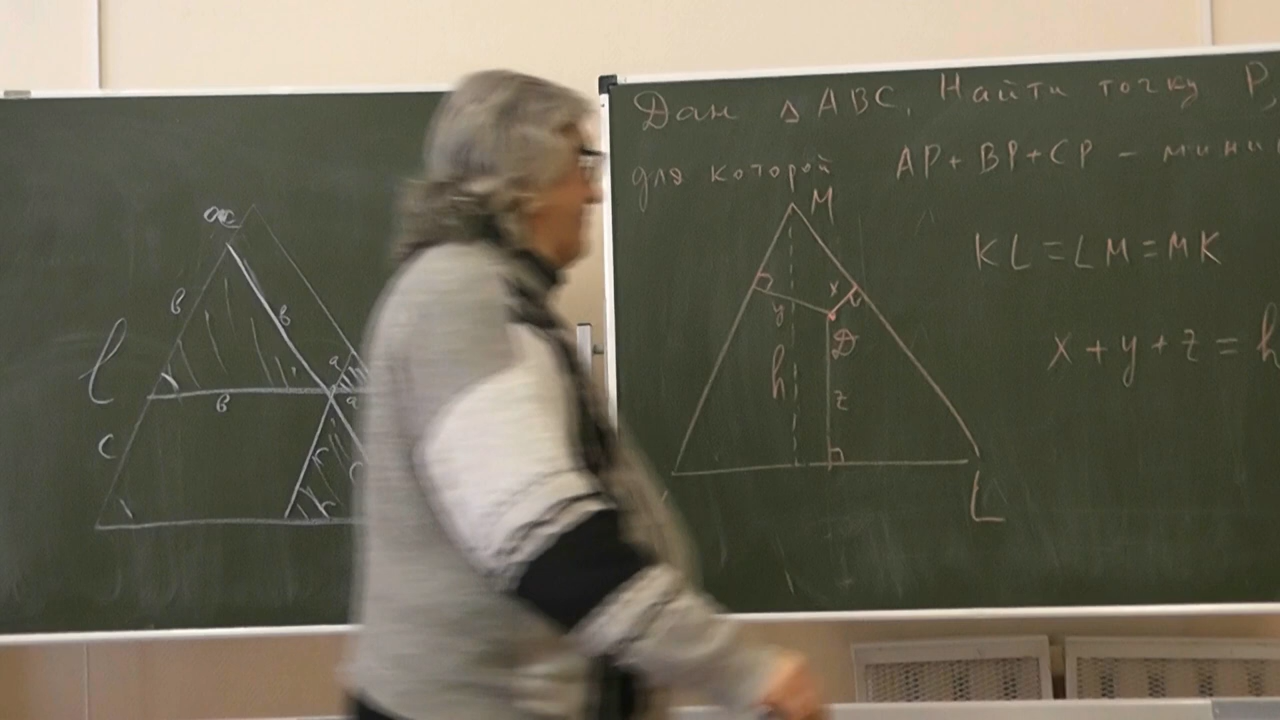 Дан △ABC. Найти точку P,
для которой AP + BP + CP - мини
M
KL = LM = MK
x
y
D
x + y + z = h
h
z
L
a
в
в
a
l
в
a
c
c
c
c